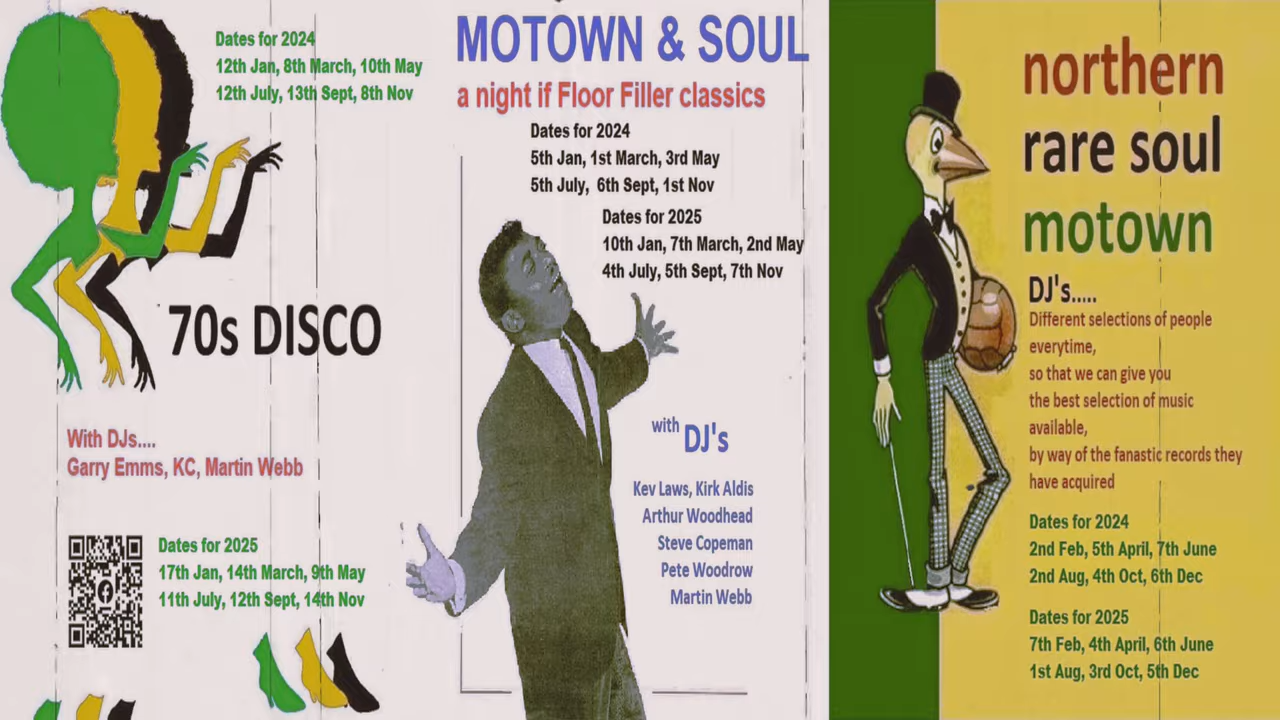 Dates for 2024
12th Jan, 8th March, 10th May
12th July, 13th Sept, 8th Nov
70s DISCO
With DJs....
Garry Emms, KC, Martin Webb
Dates for 2025
17th Jan, 14th March, 9th May
11th July, 12th Sept, 14th Nov
MOTOWN & SOUL
a night if Floor Filler classics
Dates for 2024
5th Jan, 1st March, 3rd May
5th July, 6th Sept, 1st Nov
Dates for 2025
10th Jan, 7th March, 2nd May
4th July, 5th Sept, 7th Nov
with DJ's
Kev Laws, Kirk Aldis
Arthur Woodhead
Steve Copeman
Pete Woodrow
Martin Webb
northern
rare soul
motown
DJ's.....
Different selections of people
everytime,
so that we can give you
the best selection of music
available,
by way of the fanastic records they
have acquired
Dates for 2024
2nd Feb, 5th April, 7th June
2nd Aug, 4th Oct, 6th Dec
Dates for 2025
7th Feb, 4th April, 6th June
1st Aug, 3rd Oct, 5th Dec